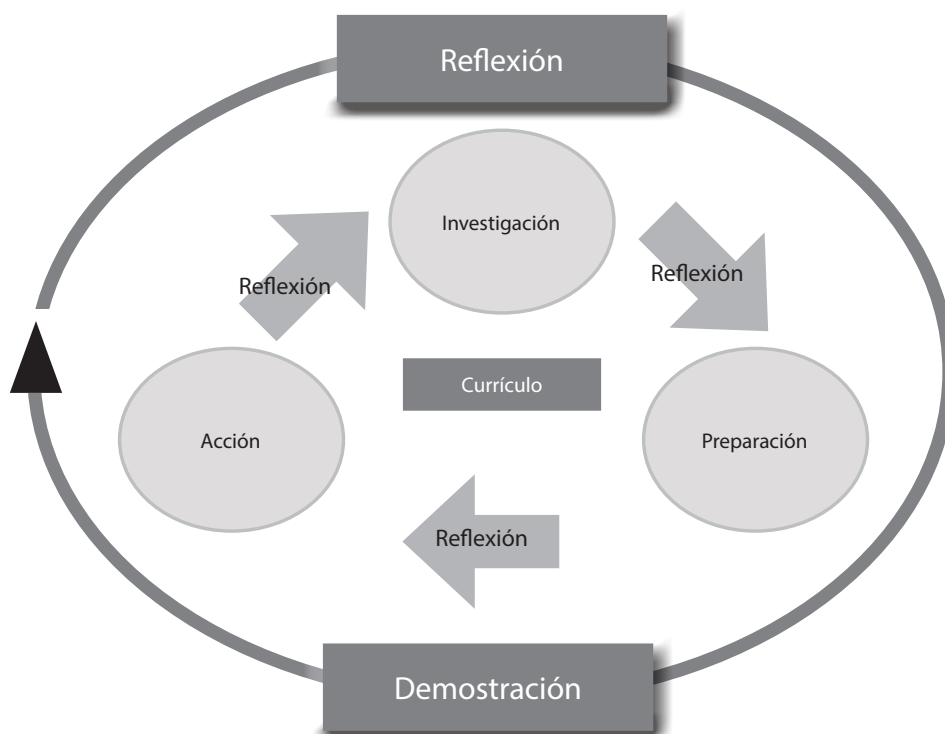 Reflexión
Investigación
Reflexión
Reflexión
Currículo
Acción
Preparación
Reflexión
Demostración